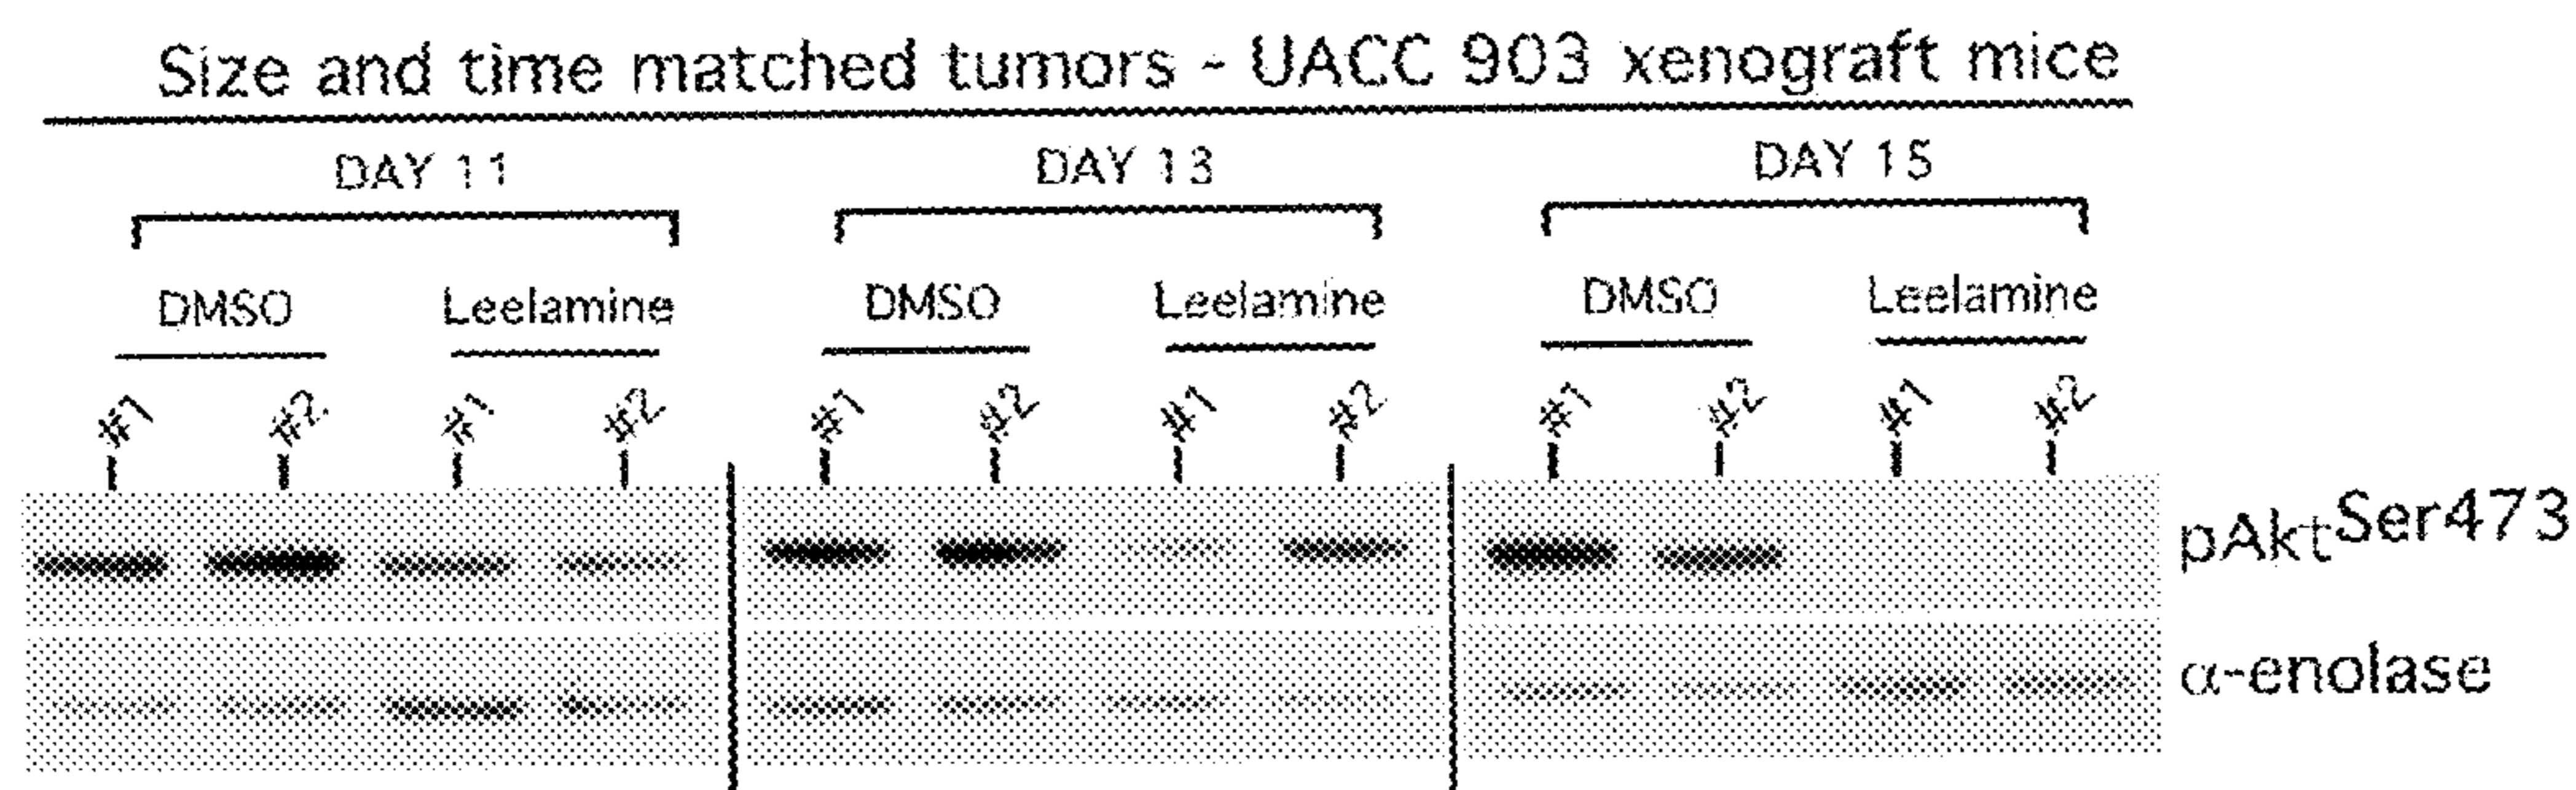 Size and time matched tumors - UACC 903 xenograft mice
DAY 11 DAY 13 DAY 15
DMSO Leelamine DMSO Leelamine DMSO Leelamine
#1 #2 #1 #2 #1 #2 #1 #2 #1 #2 #1 #2
pAktSer473
α-enolase